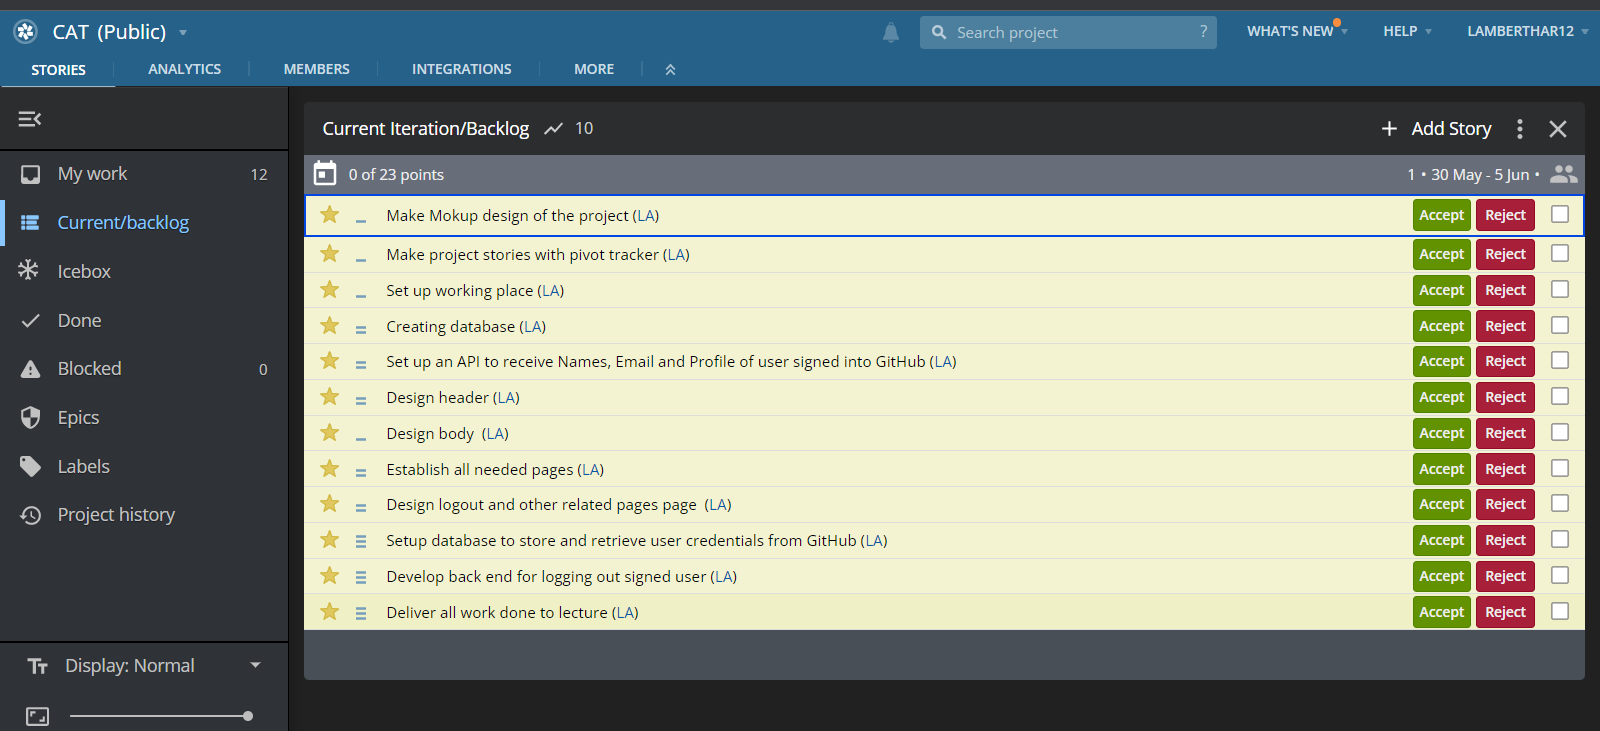 CAT (Public)
Search project ?
WHAT'S NEW
HELP
LAMBERTHAR12
STORIES
ANALYTICS
MEMBERS
INTEGRATIONS
MORE
My work 12
Current/backlog
Icebox
Done
Blocked 0
Epics
Labels
Project history
Display: Normal
Current Iteration/Backlog 10
+ Add Story
0 of 23 points
1 • 30 May - 5 Jun •
Make Mokup design of the project (LA) Accept Reject
Make project stories with pivot tracker (LA) Accept Reject
Set up working place (LA) Accept Reject
Creating database (LA) Accept Reject
Set up an API to receive Names, Email and Profile of user signed into GitHub (LA) Accept Reject
Design header (LA) Accept Reject
Design body (LA) Accept Reject
Establish all needed pages (LA) Accept Reject
Design logout and other related pages page (LA) Accept Reject
Setup database to store and retrieve user credentials from GitHub (LA) Accept Reject
Develop back end for logging out signed user (LA) Accept Reject
Deliver all work done to lecture (LA) Accept Reject